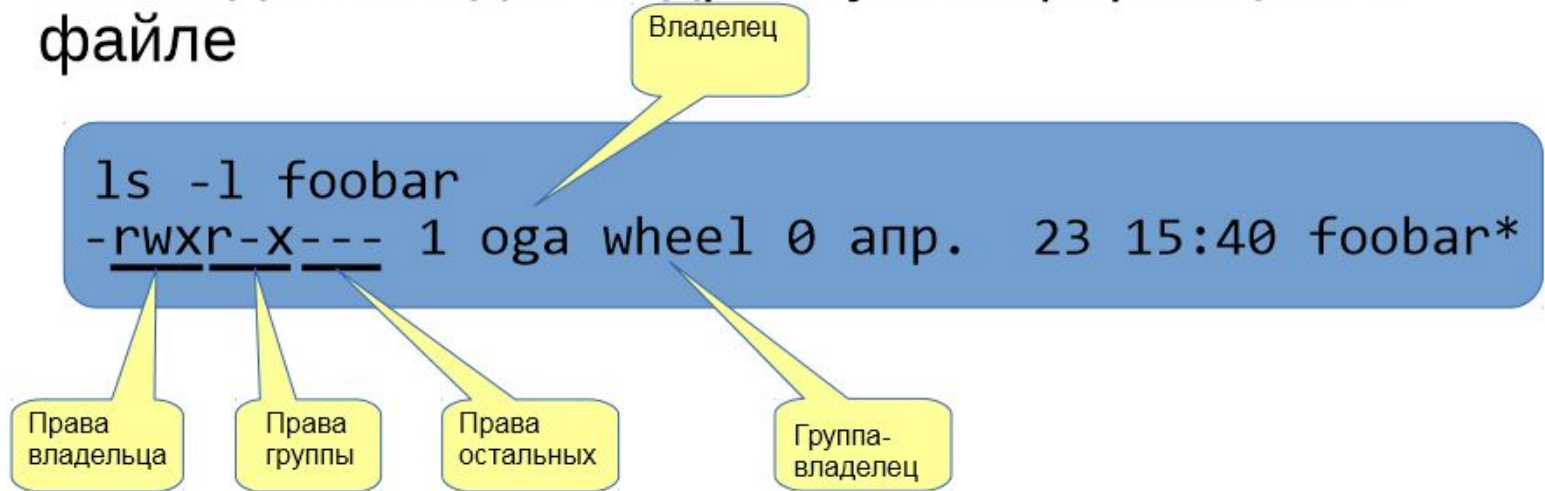 файле
Владелец
ls -l foobar
-rwxr-x--- 1 oga wheel 0 апр.  23 15:40 foobar*
Права
владельца
Права
группы
Права
остальных
Группа-
владелец